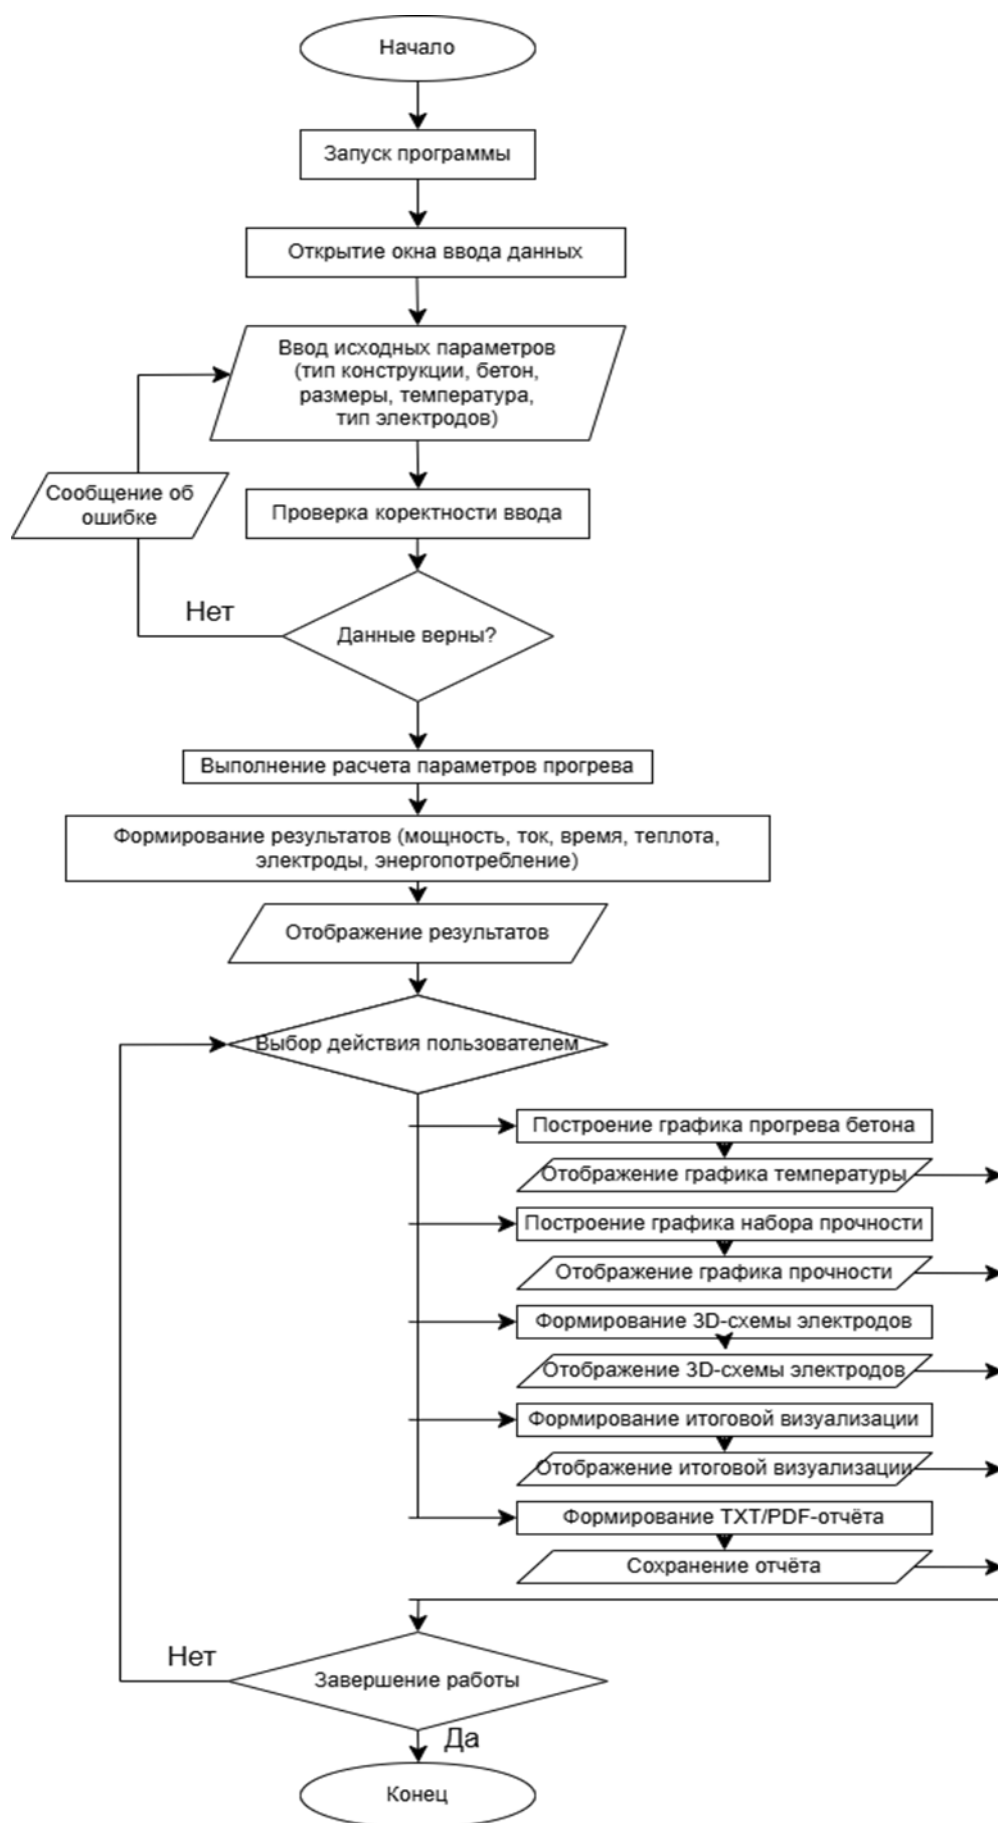 Начало
Запуск программы
Открытие окна ввода данных
Ввод исходных параметров
(тип конструкции, бетон,
размеры, температура,
тип электродов)
Сообщение об
ошибке
Проверка коректности ввода
Нет
Данные верны?
Выполнение расчета параметров прогрева
Формирование результатов (мощность, ток, время, теплота,
электроды, энергопотребление)
Отображение результатов
Выбор действия пользователем
Построение графика прогрева бетона
Отображение графика температуры
Построение графика набора прочности
Отображение графика прочности
Формирование 3D-схемы электродов
Отображение 3D-схемы электродов
Формирование итоговой визуализации
Отображение итоговой визуализации
Формирование TXT/PDF-отчёта
Сохранение отчёта
Нет
Завершение работы
Да
Конец